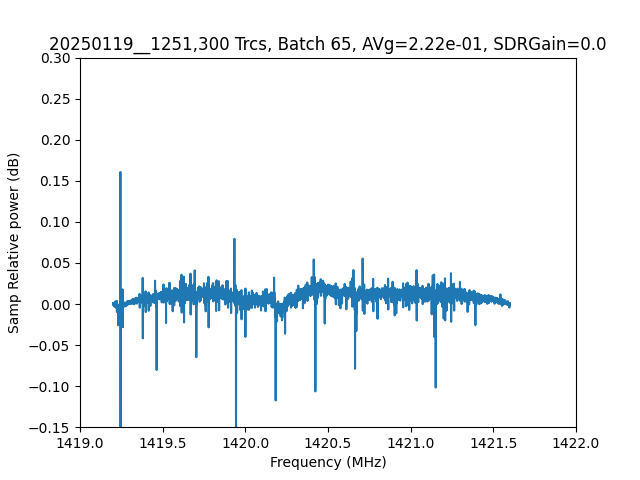 20250119__1251,300 Trcs, Batch 65, AVg=2.22e-01, SDRGain=0.0
0.30
0.25
0.20
0.15
0.10
0.05
0.00
−0.05
−0.10
−0.15
Samp Relative power (dB)
1419.0 1419.5 1420.0 1420.5 1421.0 1421.5 1422.0
Frequency (MHz)